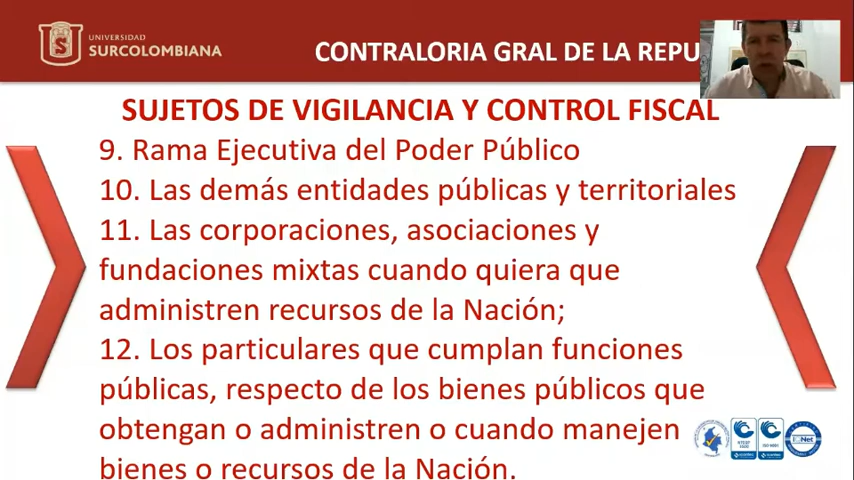 UNIVERSIDAD
SURCOLOMBIANA
CONTRALORIA GRAL DE LA REPU
SUJETOS DE VIGILANCIA Y CONTROL FISCAL
9. Rama Ejecutiva del Poder Público
10. Las demás entidades públicas y territoriales
11. Las corporaciones, asociaciones y
fundaciones mixtas cuando quiera que
administren recursos de la Nación;
12. Los particulares que cumplan funciones
públicas, respecto de los bienes públicos que
obtengan o administren o cuando manejen
bienes o recursos de la Nación.